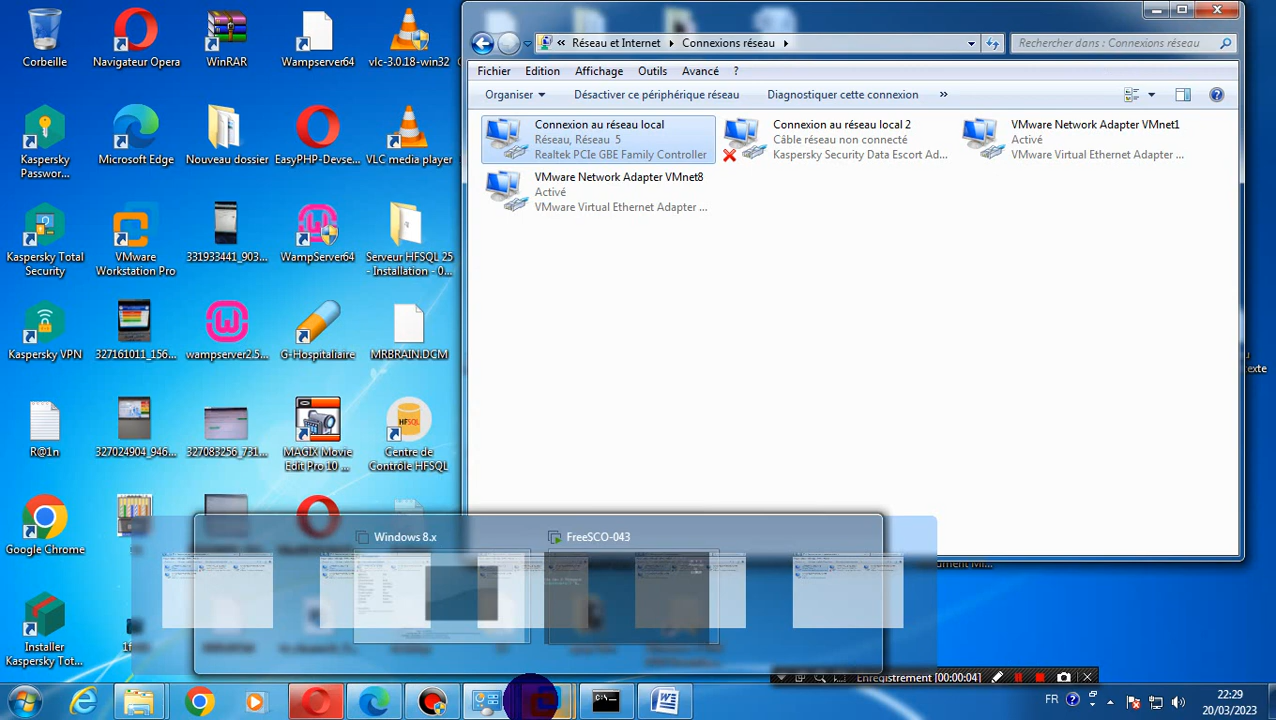 Réseau et Internet
Connexions réseau
Rechercher dans : Connexions réseau
Fichier
Edition
Affichage
Outils
Avancé
?
Organiser
Désactive ce périphérique réseau
Diagnostiquer cette connexion
»
Connexion au réseau local
Réseau, Réseau 5
Realtek PCIe GBE Family Controller
Connexion au réseau local 2
Câble réseau non connecté
Kaspersky Security Data Escort Ad...
VMware Network Adapter VMnet1
Activé
VMware Virtual Ethernet Adapter ...
VMware Network Adapter VMnet8
Activé
VMware Virtual Ethernet Adapter ...
Corbeille
Navigateur Opera
WinRAR
Wampserver64
vlc-3.0.18-win32
Kaspersky
Passwor...
Microsoft Edge
Nouveau dossier
EasyPHP-Devse...
VLC media player
Kaspersky Total
Security
VMware
Workstation Pro
331933441_903...
WampServer64
Serveur HFSQL 25
- Installation - 0...
Kaspersky VPN
327161011_156...
wampserver2.5...
G-Hospitaliaire
MRBRAIN.DCM
R@1n
327024904_946...
327083256_731...
MAGIX Movie
Edit Pro 10 ...
HFSQL
Centre de
Contrôle HFSQL
Google Chrome
Installer
Kaspersky Tot...
Windows 8.x
FreeSCO-043
Enregistrement [00:00:04]
FR
22:29
20/03/2023